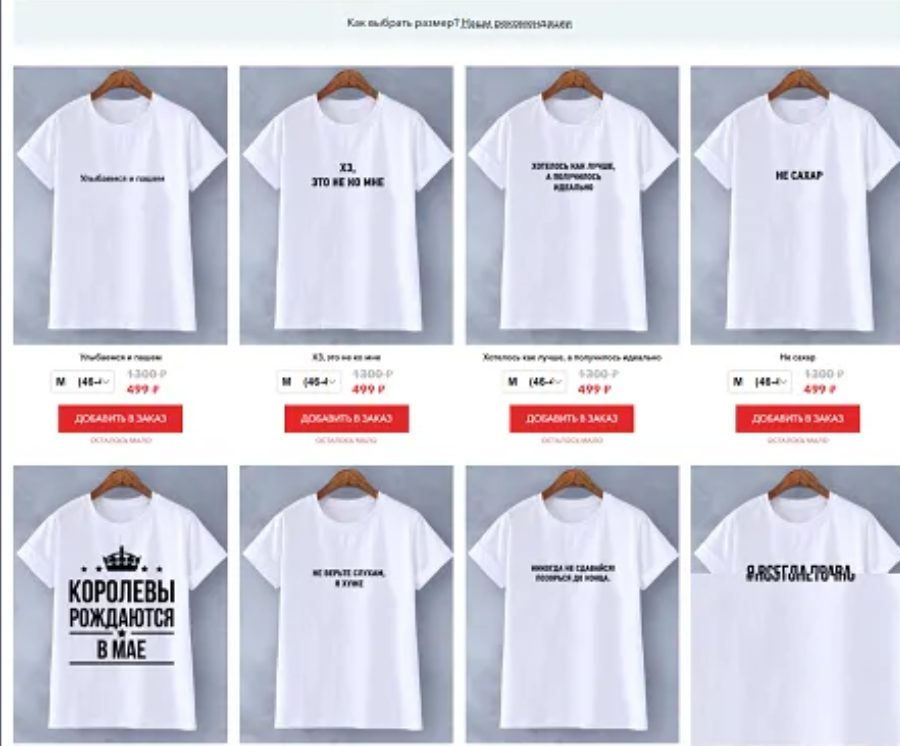 Как выбрать размер? Наши рекомендации
Улыбаемся и пашем
ХЗ,
ЭТО НЕ КО МНЕ
ХОТЕЛОСЬ КАК ЛУЧШЕ,
А ПОЛУЧИЛОСЬ
ИДЕАЛЬНО
НЕ САХАР
Улыбаемся и пашем
ХЗ, это не ко мне
Хотелось как лучше, а получилось идеально
Не сахар
M (46-4
1300 ₽
499 ₽
M (46-4
1300 ₽
499 ₽
M (46-4
1300 ₽
499 ₽
M (46-4
1300 ₽
499 ₽
ДОБАВИТЬ В ЗАКАЗ
ДОБАВИТЬ В ЗАКАЗ
ДОБАВИТЬ В ЗАКАЗ
ДОБАВИТЬ В ЗАКАЗ
ОСТАЛОСЬ МАЛО
ОСТАЛОСЬ МАЛО
ОСТАЛОСЬ МАЛО
ОСТАЛОСЬ МАЛО
КОРОЛЕВЫ
РОЖДАЮТСЯ
В МАЕ
НЕ ВЕРЬТЕ СЛУХАМ,
Я ХУЖЕ
НИКОГДА НЕ СДАВАЙСЯ!
ПОЗОРЬСЯ ДО КОНЦА.